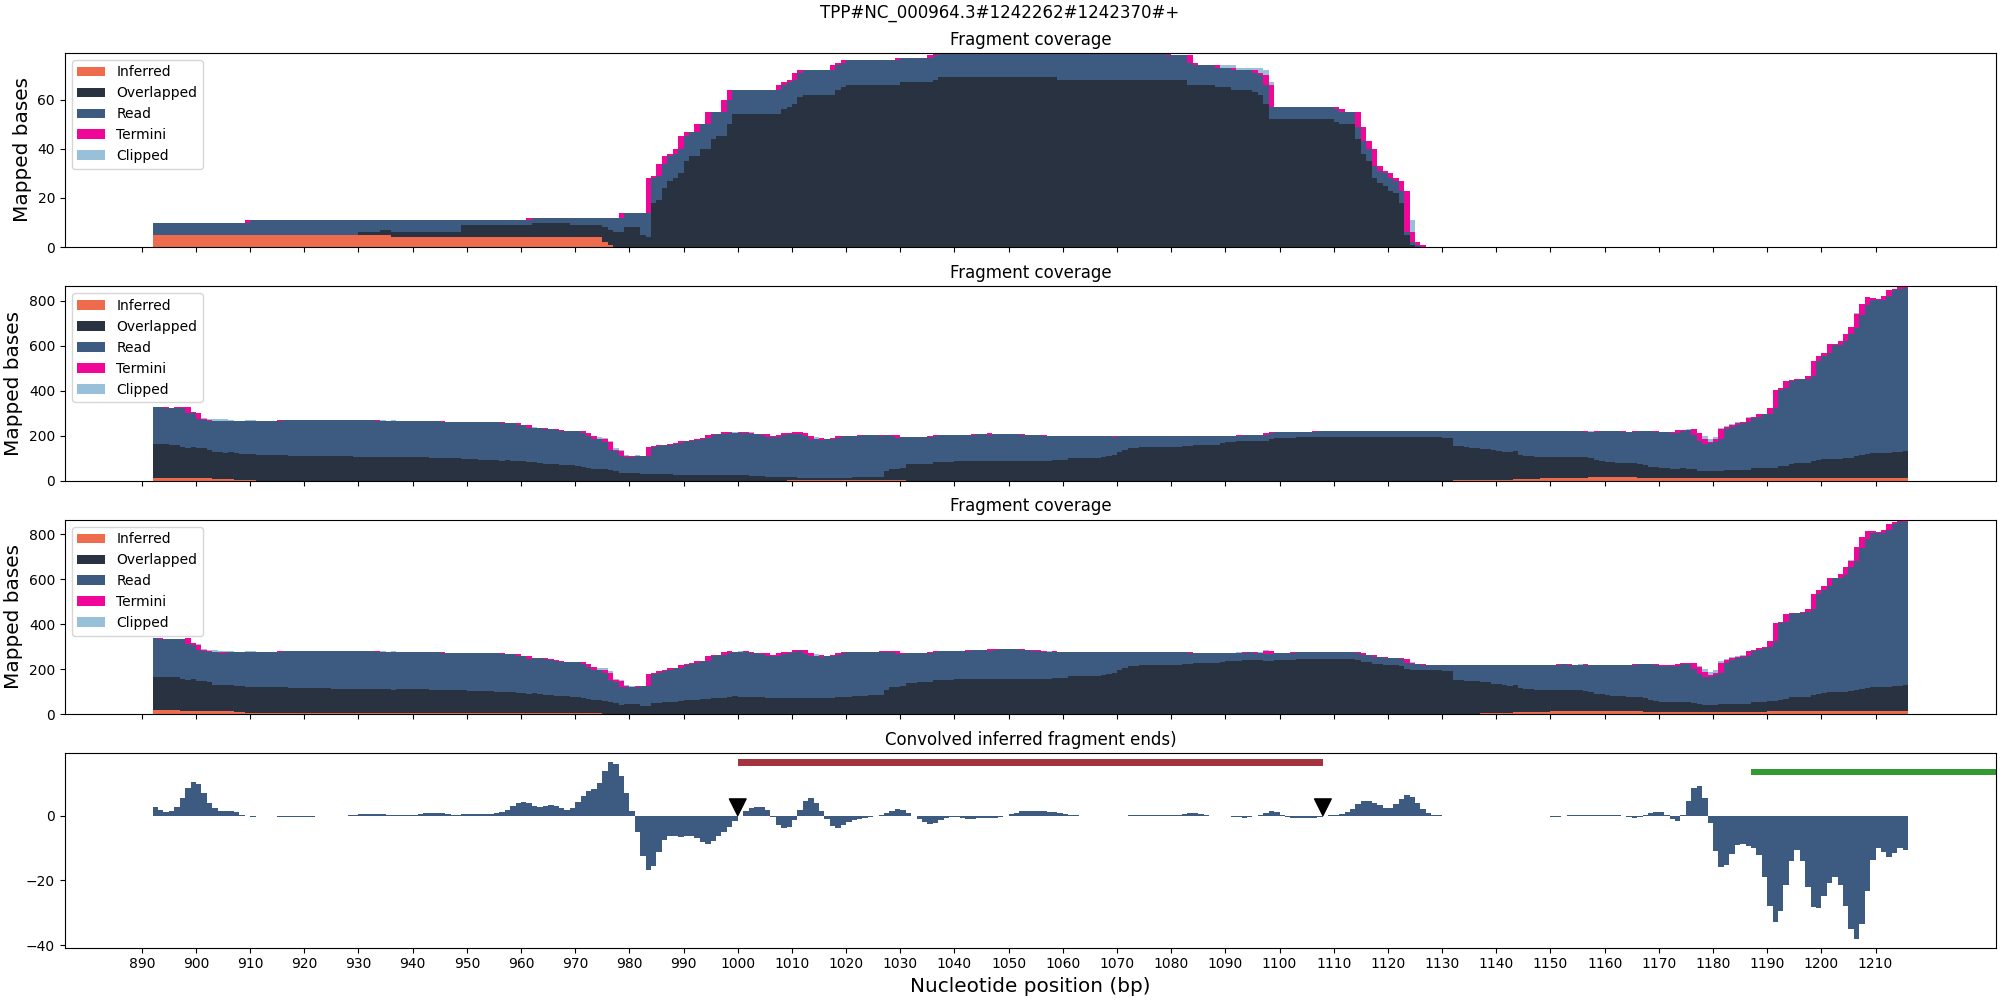 TPP#NC_000964.3#1242262#1242370#+
Fragment coverage
Mapped bases
60
40
20
0
Inferred
Overlapped
Read
Termini
Clipped
Fragment coverage
Mapped bases
800
600
400
200
0
Inferred
Overlapped
Read
Termini
Clipped
Fragment coverage
Mapped bases
800
600
400
200
0
Inferred
Overlapped
Read
Termini
Clipped
Convolved inferred fragment ends)
0
−20
−40
890 900 910 920 930 940 950 960 970 980 990 1000 1010 1020 1030 1040 1050 1060 1070 1080 1090 1100 1110 1120 1130 1140 1150 1160 1170 1180 1190 1200 1210
Nucleotide position (bp)